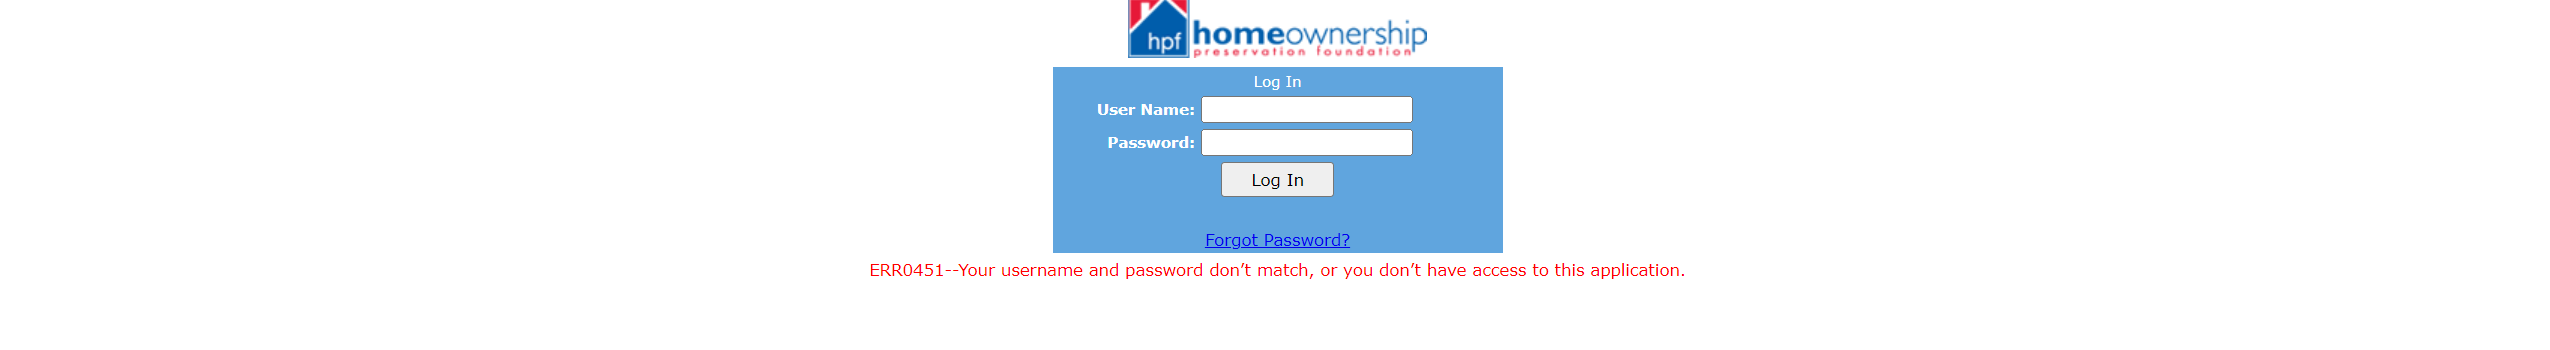 hpf homeownership
preservation foundation
Log In
User Name:
Password:
Log In
Forgot Password?
ERR0451--Your username and password don’t match, or you don’t have access to this application.